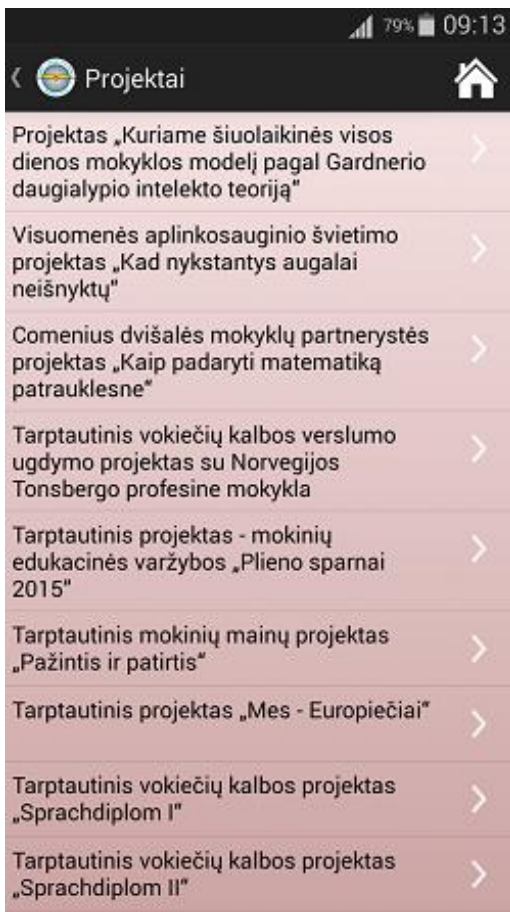 79% 09:13
Projektai
Projektas „Kuriame šiuolaikinės visos
dienos mokyklos modelį pagal Gardnerio
daugialypio intelekto teoriją"
Visuomenės aplinkosauginio švietimo
projektas „Kad nykstantys augalai
neišnyktų"
Comenius dvišalės mokyklų partnerystės
projektas „Kaip padaryti matematiką
patrauklesne"
Tarptautinis vokiečių kalbos verslumo
ugdymo projektas su Norvegijos
Tonsbergo profesine mokykla
Tarptautinis projektas - mokinių
edukacinės varžybos „Plieno sparnai
2015"
Tarptautinis mokinių mainų projektas
„Pažintis ir patirtis"
Tarptautinis projektas „Mes - Europiečiai"
Tarptautinis vokiečių kalbos projektas
„Sprachdiplom I"
Tarptautinis vokiečių kalbos projektas
„Sprachdiplom II"